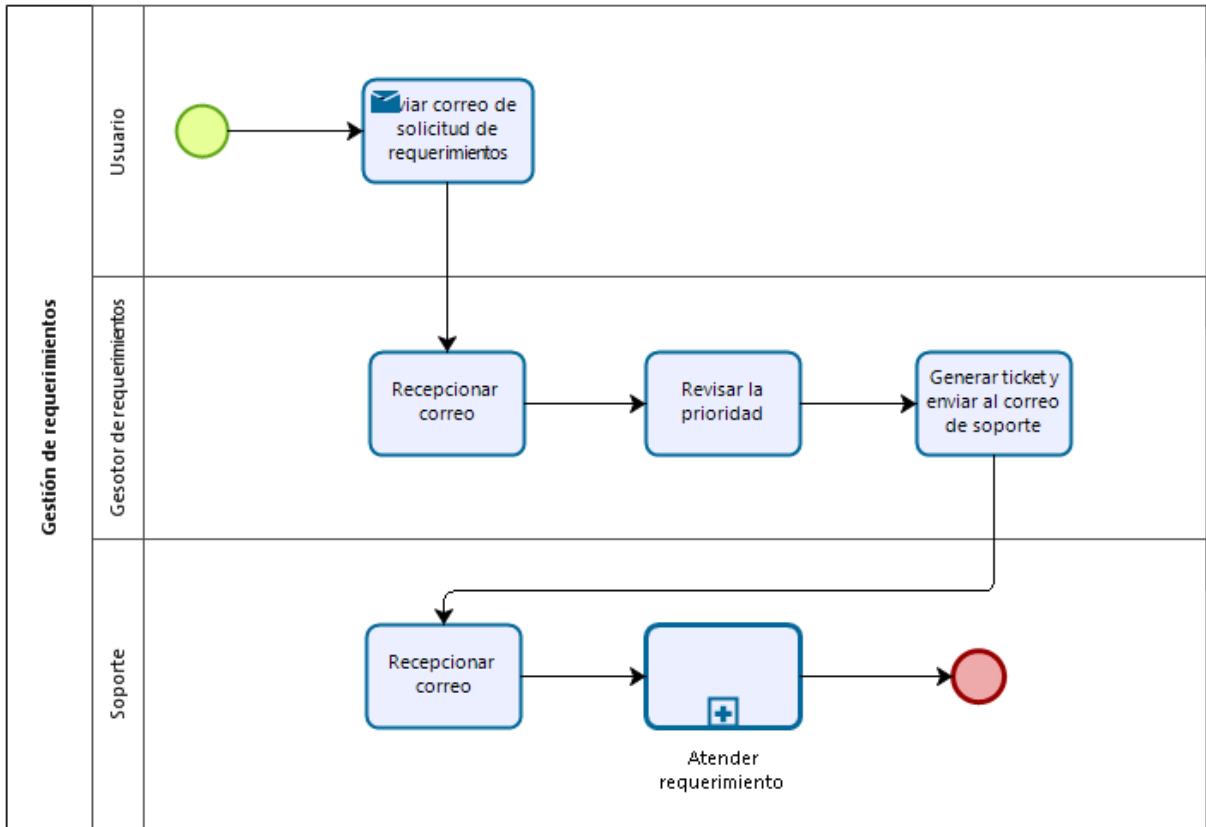 Gestión de requerimientos
Usuario
viar correo de
solicitud de
requerimientos
Gesotor de requerimientos
Recepcionar
correo
Revisar la
prioridad
Generar ticket y
enviar al correo
de soporte
Soporte
Recepcionar
correo
Atender
requerimiento